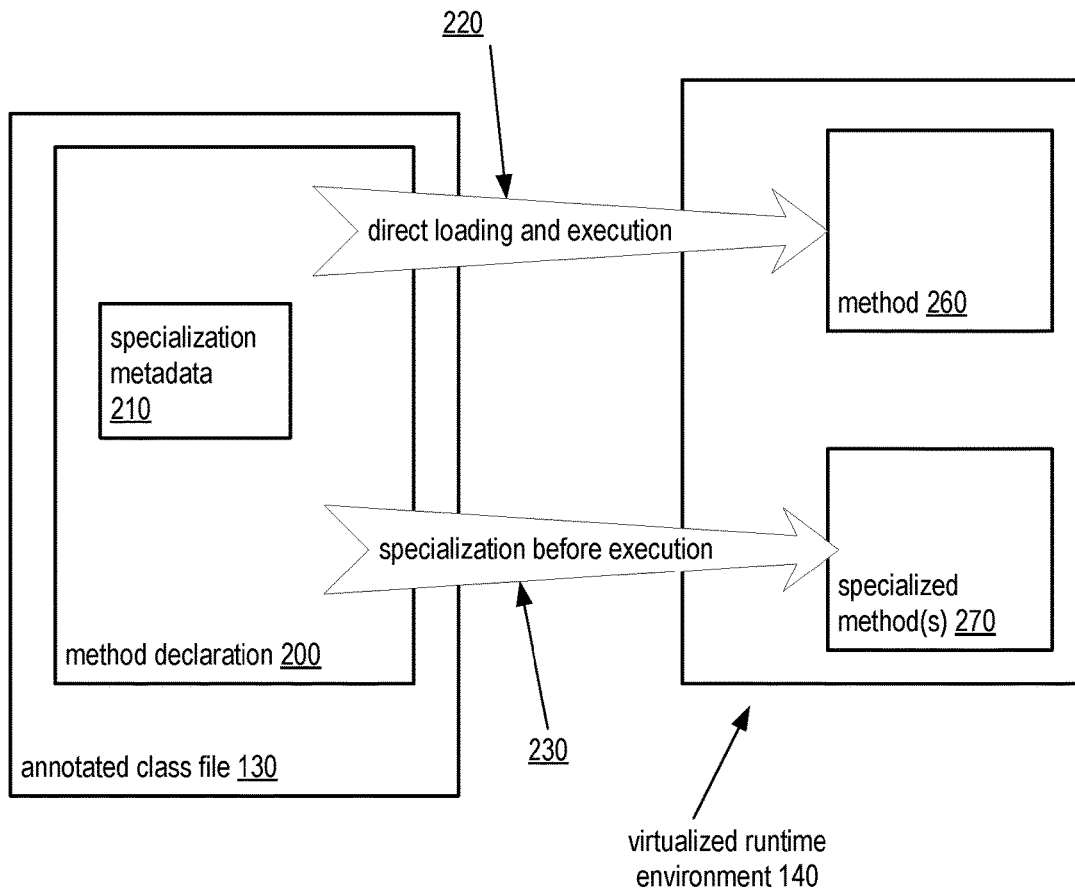 220
direct loading and execution
method 260
specialization
metadata
210
specialization before execution
specialized
method(s) 270
method declaration 200
230
annotated class file 130
virtualized runtime
environment 140